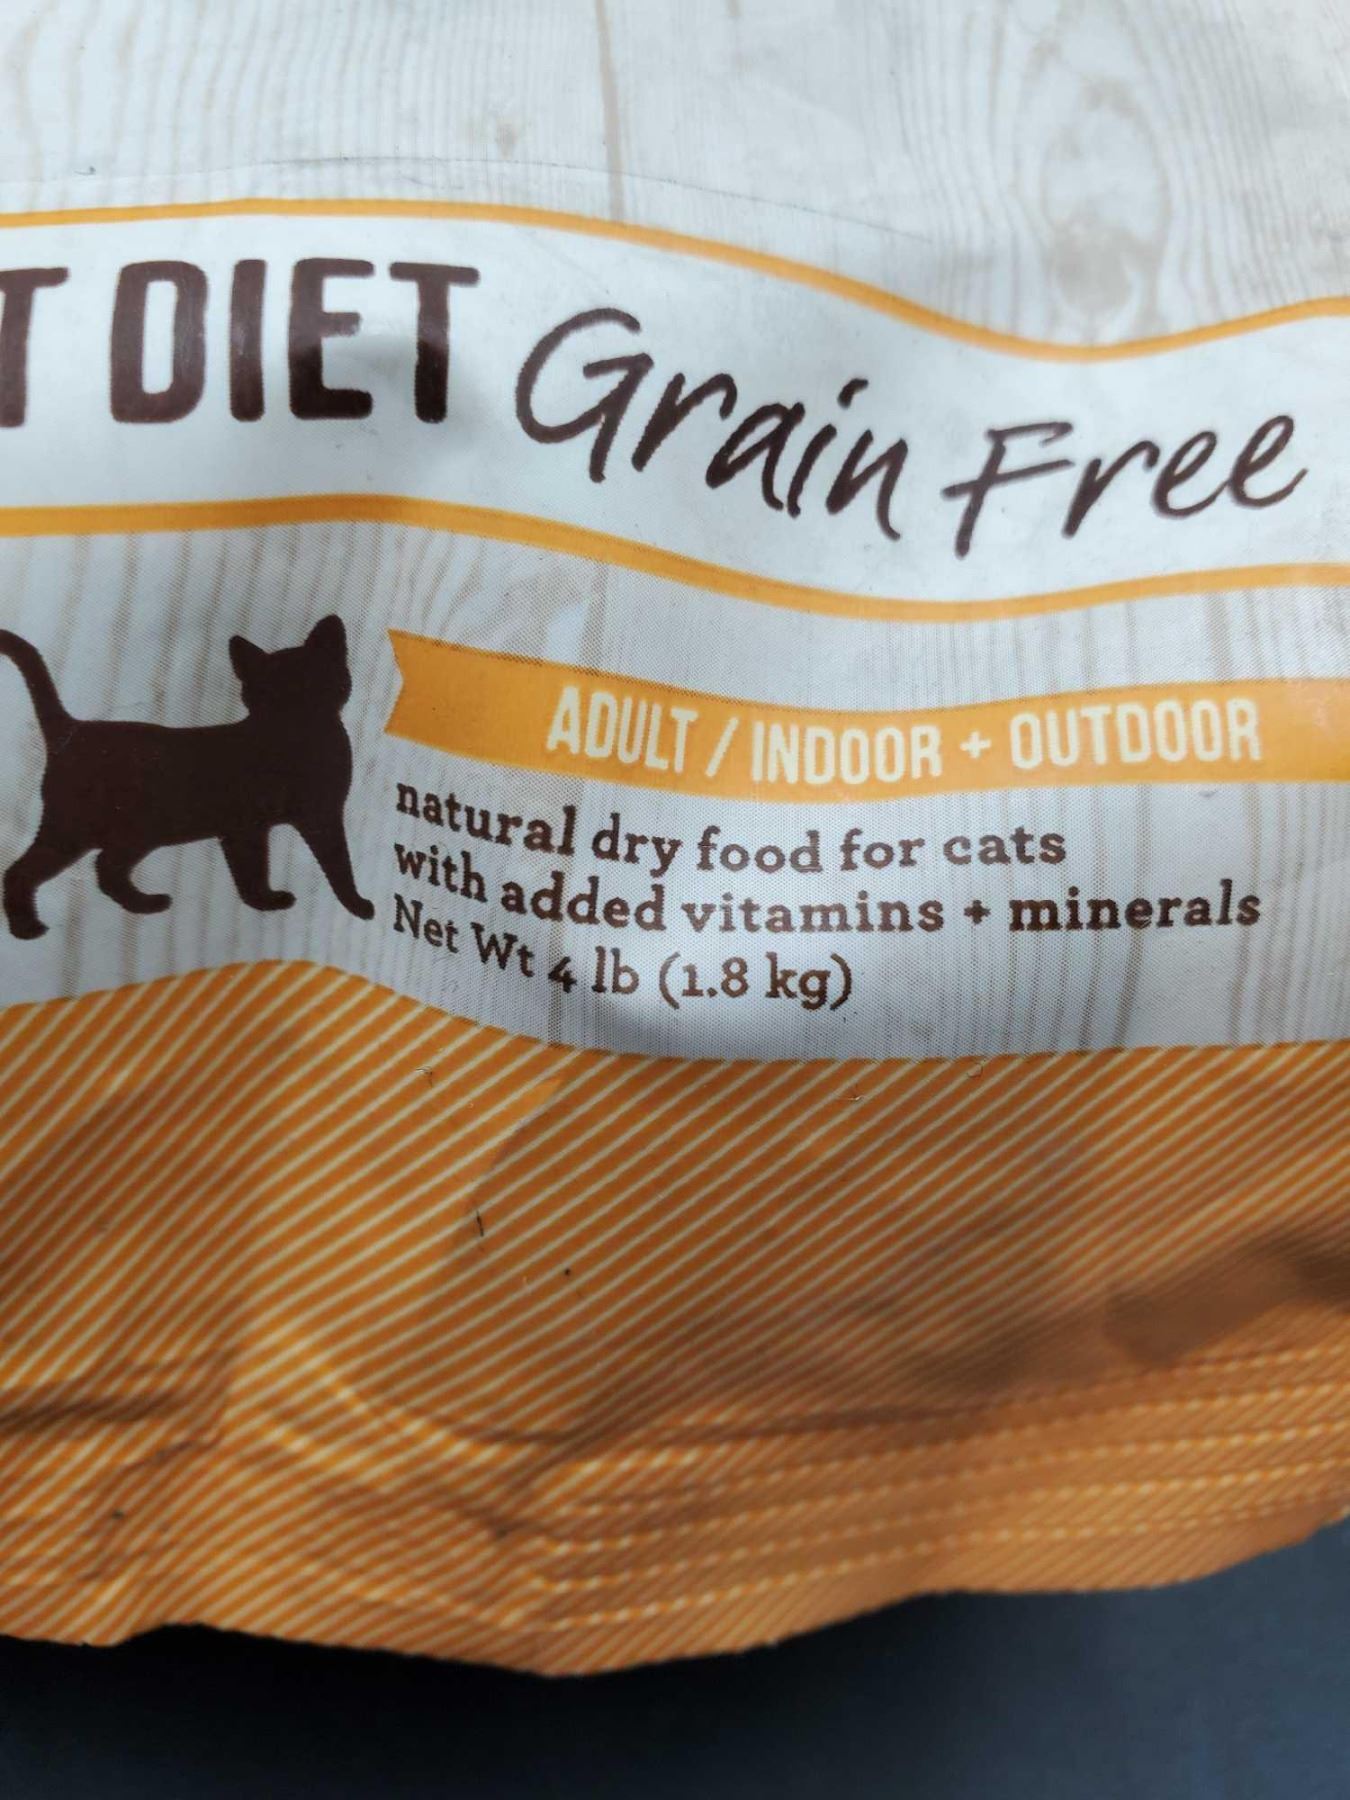 T DIET Grain Free
ADULT / INDOOR + OUTDOOR
natural dry food for cats
with added vitamins + minerals
Net Wt 4 lb (1.8 kg)